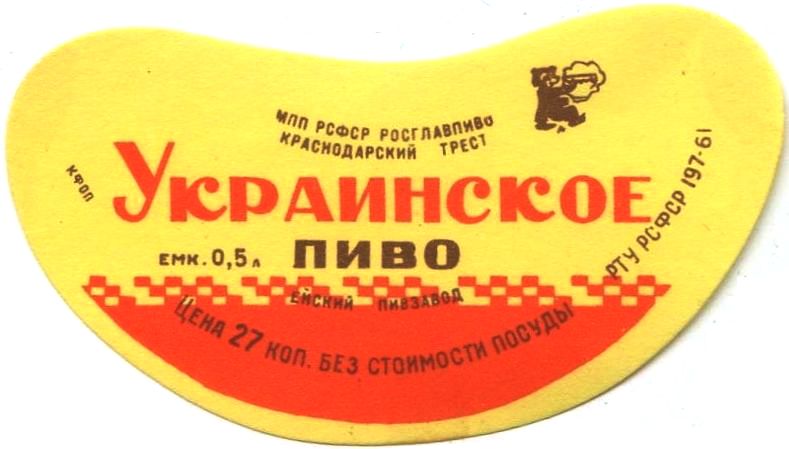 МПП РСФСР РОСГЛАВПИВО
КРАСНОДАРСКИЙ ТРЕСТ
КФОП
УКРАИНСКОЕ
ЕМК. 0,5 л ПИВО
РТУ РСФСР 197-61
ЕЙСКИЙ ПИВЗАВОД
ЦЕНА 27 КОП. БЕЗ СТОИМОСТИ ПОСУДЫ